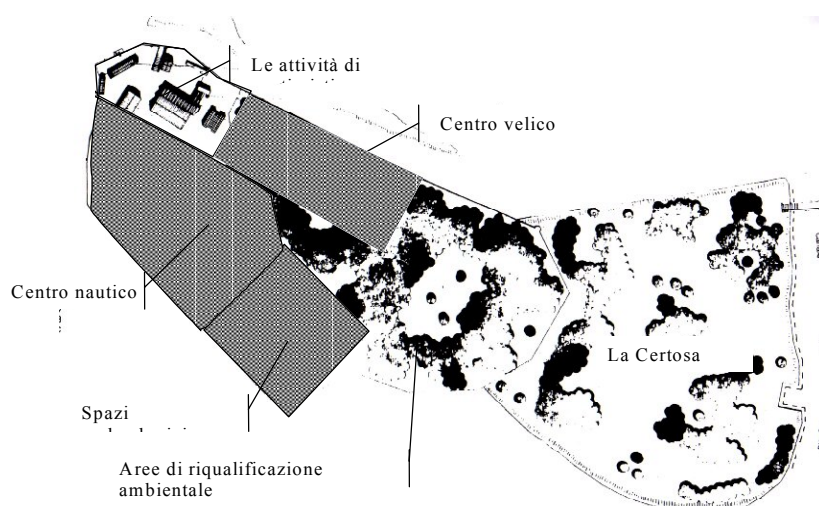 Le attività di
Centro velico
Centro nautico
La Certosa
Spazi
Aree di riqualificazione
ambientale